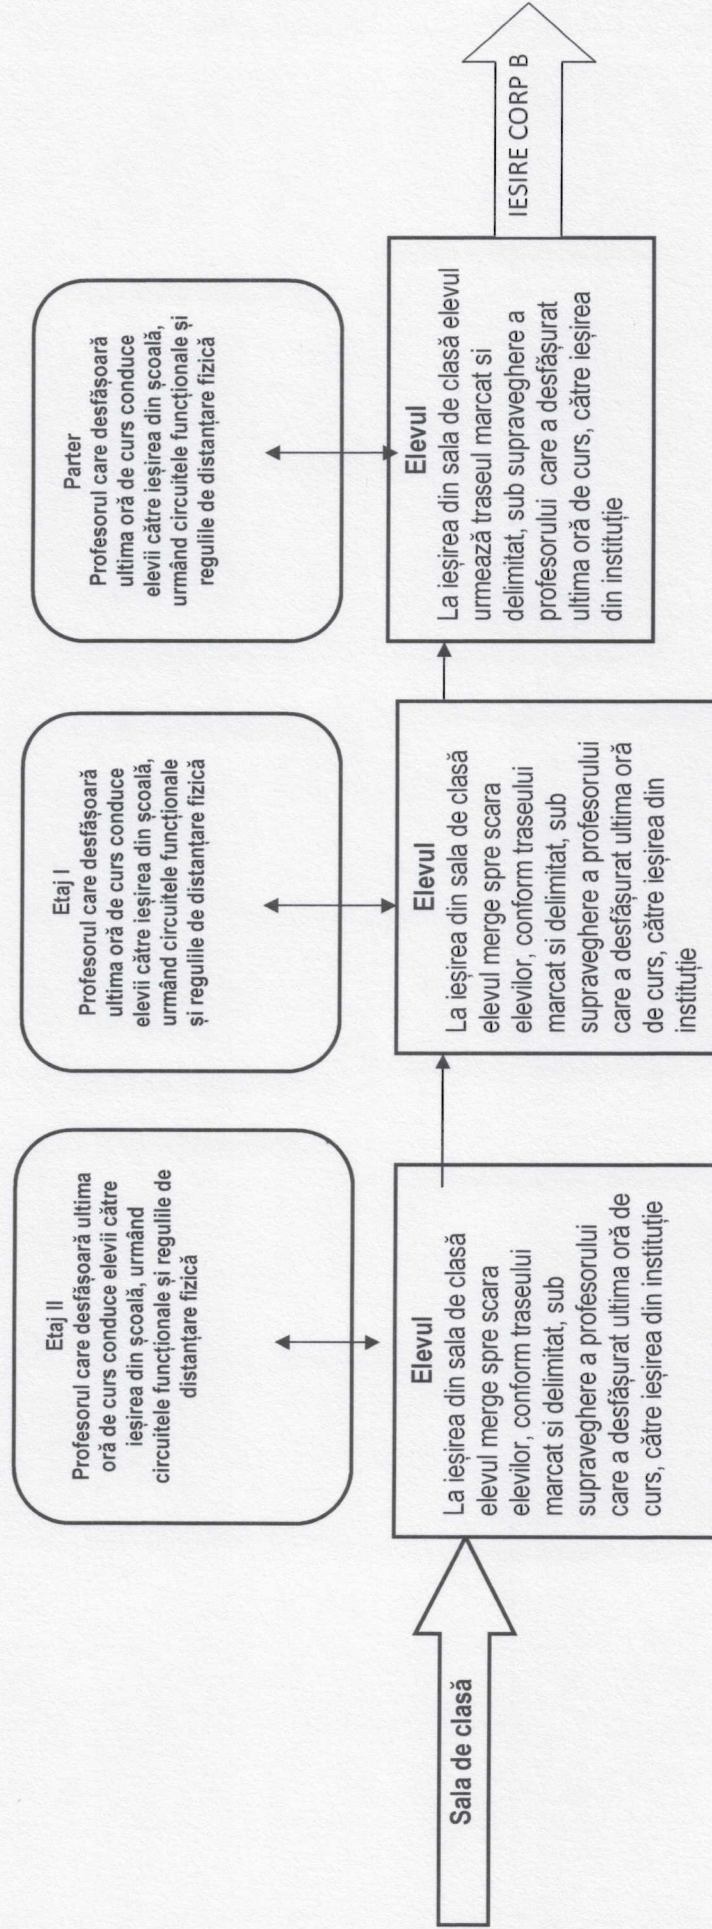 Sala de clasă
Etaj II
Profesorul care desfășoară ultima
oră de curs conduce elevii către
ieșirea din școală, urmând
circuitele funcționale și regulile de
distanțare fizică
Elevul
La ieșirea din sala de clasă
elevul merge spre scara
elevilor, conform traseului
marcat si delimitat, sub
supraveghere a profesorului
care a desfășurat ultima oră de
curs, către ieșirea din instituție
Etaj I
Profesorul care desfășoară
ultima oră de curs conduce
elevii către ieșirea din școală,
urmând circuitele funcționale
și regulile de distanțare fizică
Elevul
La ieșirea din sala de clasă
elevul merge spre scara
elevilor, conform traseului
marcat si delimitat, sub
supraveghere a profesorului
care a desfășurat ultima oră
de curs, către ieșirea din
instituție
Parter
Profesorul care desfășoară
ultima oră de curs conduce
elevii către ieșirea din școală,
urmând circuitele funcționale și
regulile de distanțare fizică
Elevul
La ieșirea din sala de clasă elevul
urmează traseul marcat si
delimitat, sub supraveghere a
profesorului care a desfășurat
ultima oră de curs, către ieșirea
din instituție
IESIRE CORP B